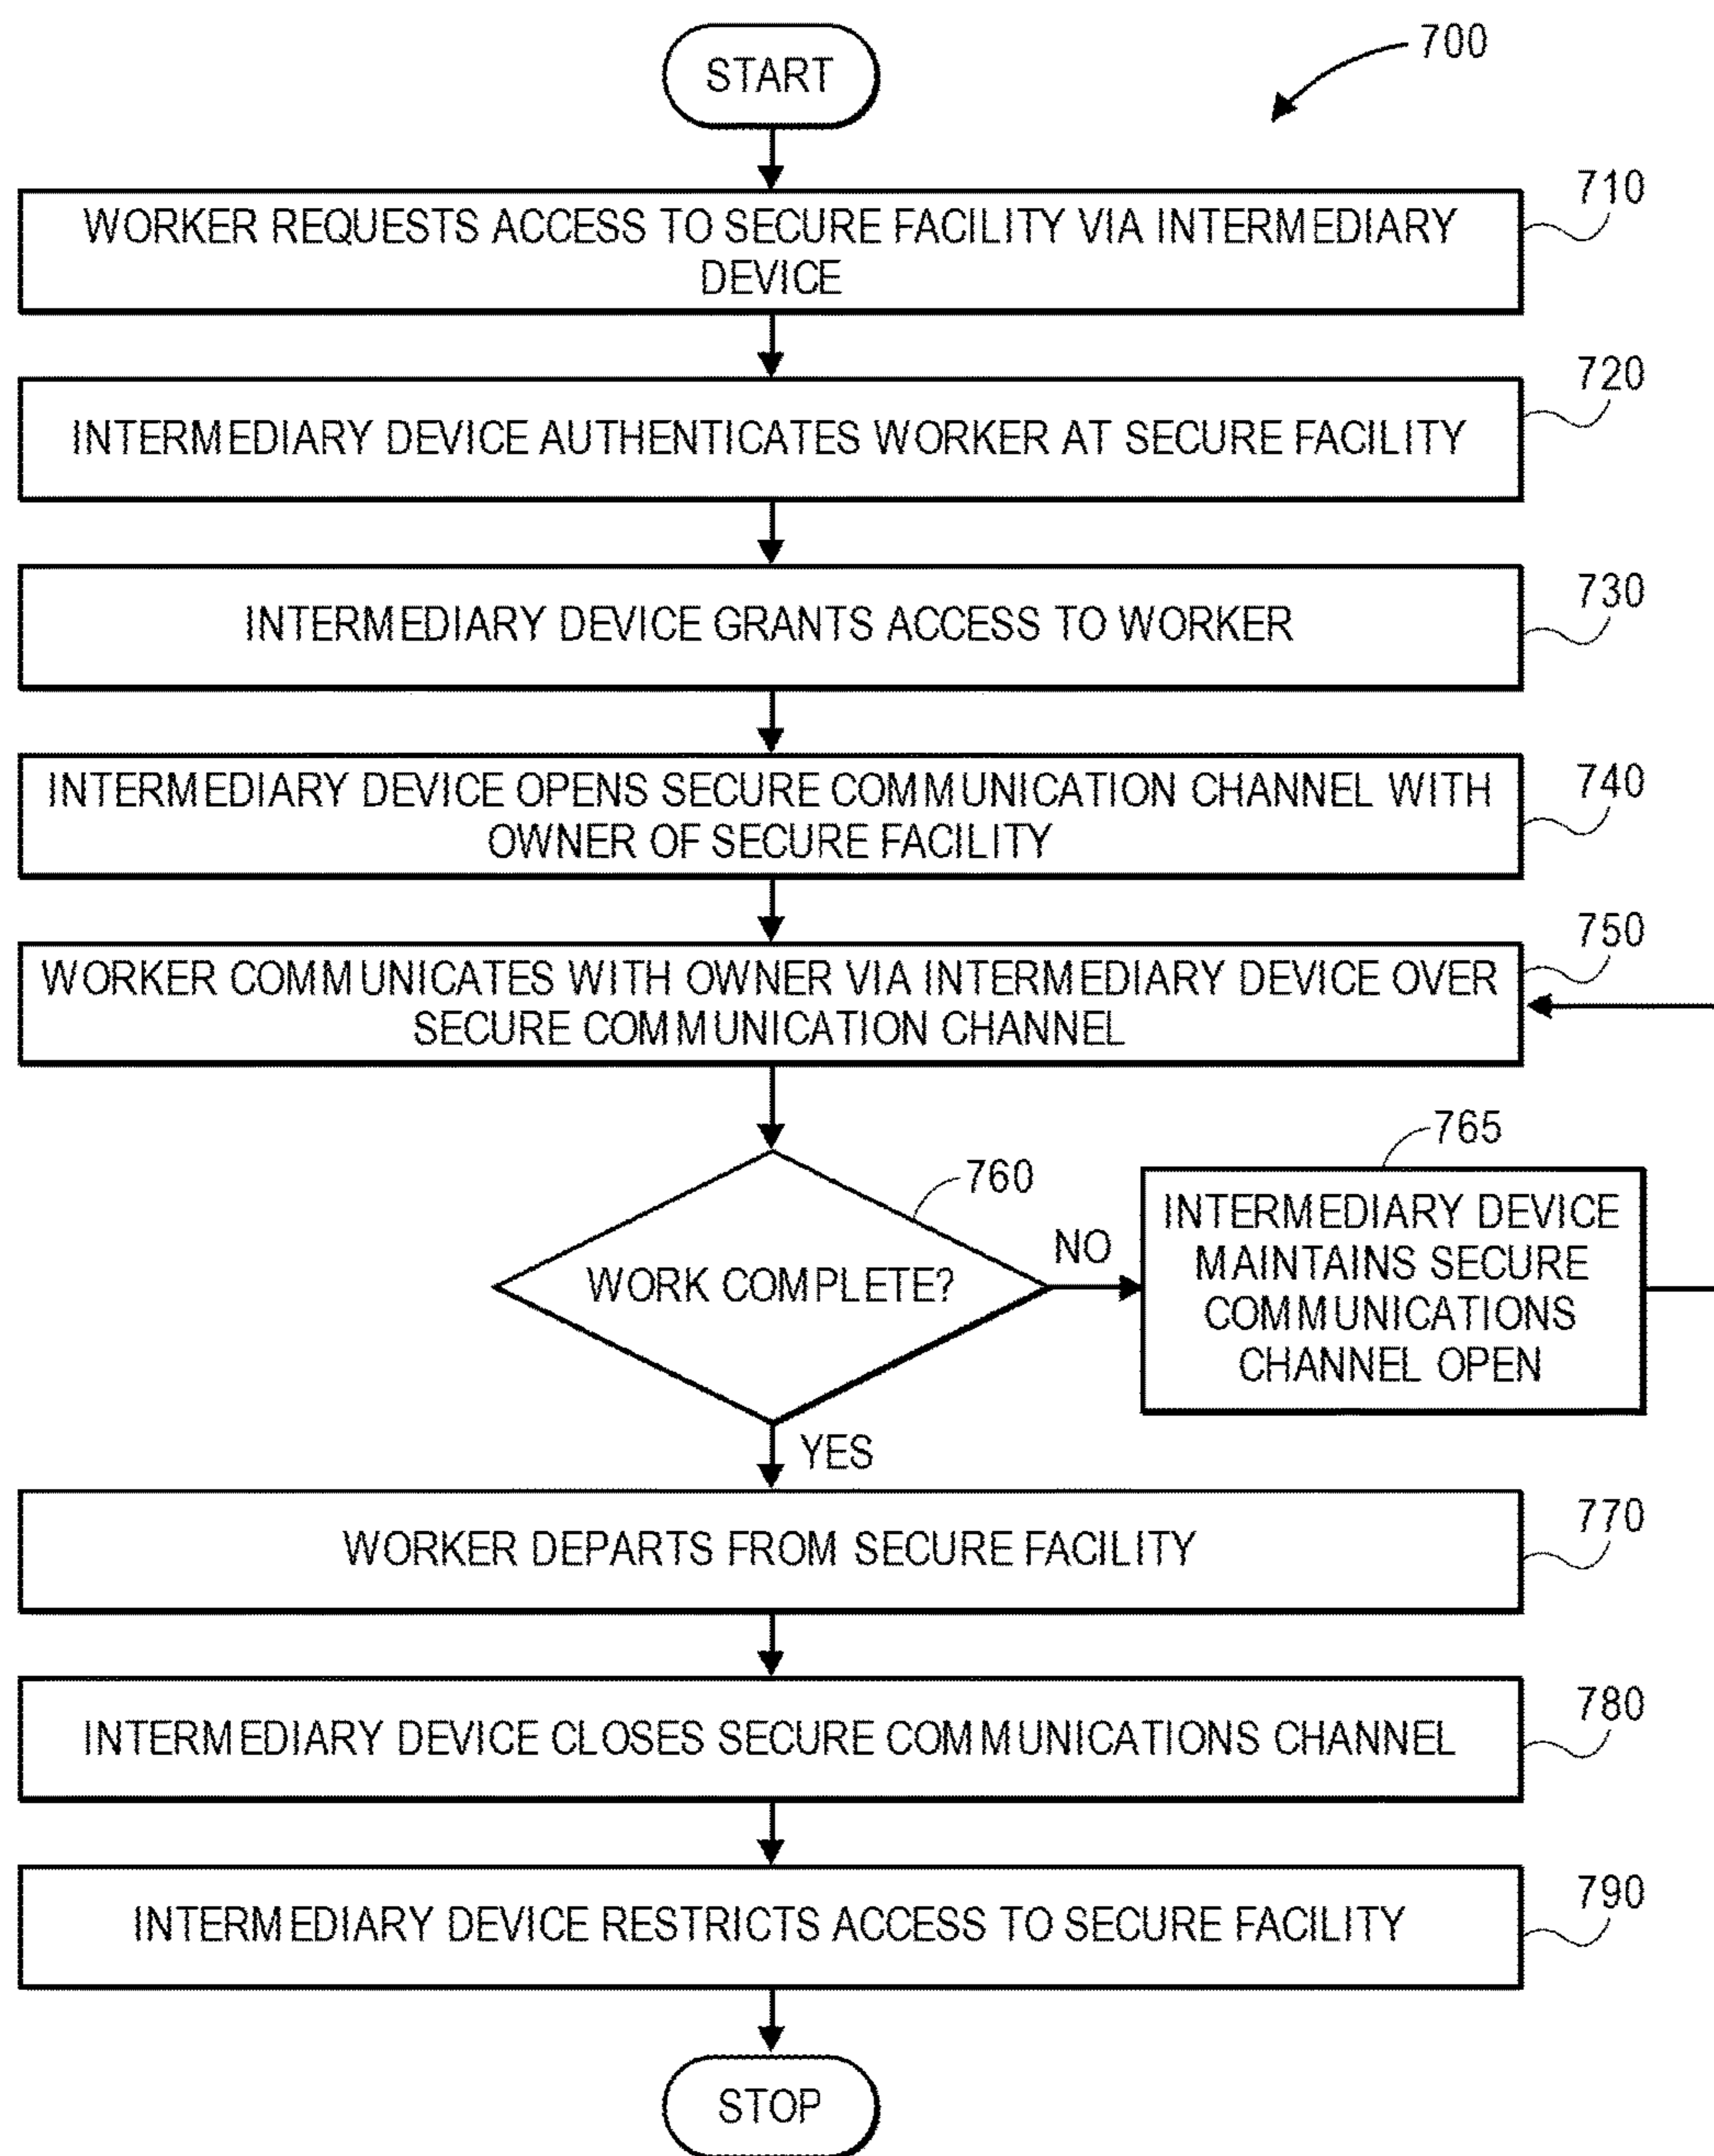 START
700
WORKER REQUESTS ACCESS TO SECURE FACILITY VIA INTERMEDIARY
DEVICE
710
INTERMEDIARY DEVICE AUTHENTICATES WORKER AT SECURE FACILITY
720
INTERMEDIARY DEVICE GRANTS ACCESS TO WORKER
730
INTERMEDIARY DEVICE OPENS SECURE COMMUNICATION CHANNEL WITH
OWNER OF SECURE FACILITY
740
WORKER COMMUNICATES WITH OWNER VIA INTERMEDIARY DEVICE OVER
SECURE COMMUNICATION CHANNEL
750
WORK COMPLETE?
760
NO
765
INTERMEDIARY DEVICE
MAINTAINS SECURE
COMMUNICATIONS
CHANNEL OPEN
YES
WORKER DEPARTS FROM SECURE FACILITY
770
INTERMEDIARY DEVICE CLOSES SECURE COMMUNICATIONS CHANNEL
780
INTERMEDIARY DEVICE RESTRICTS ACCESS TO SECURE FACILITY
790
STOP